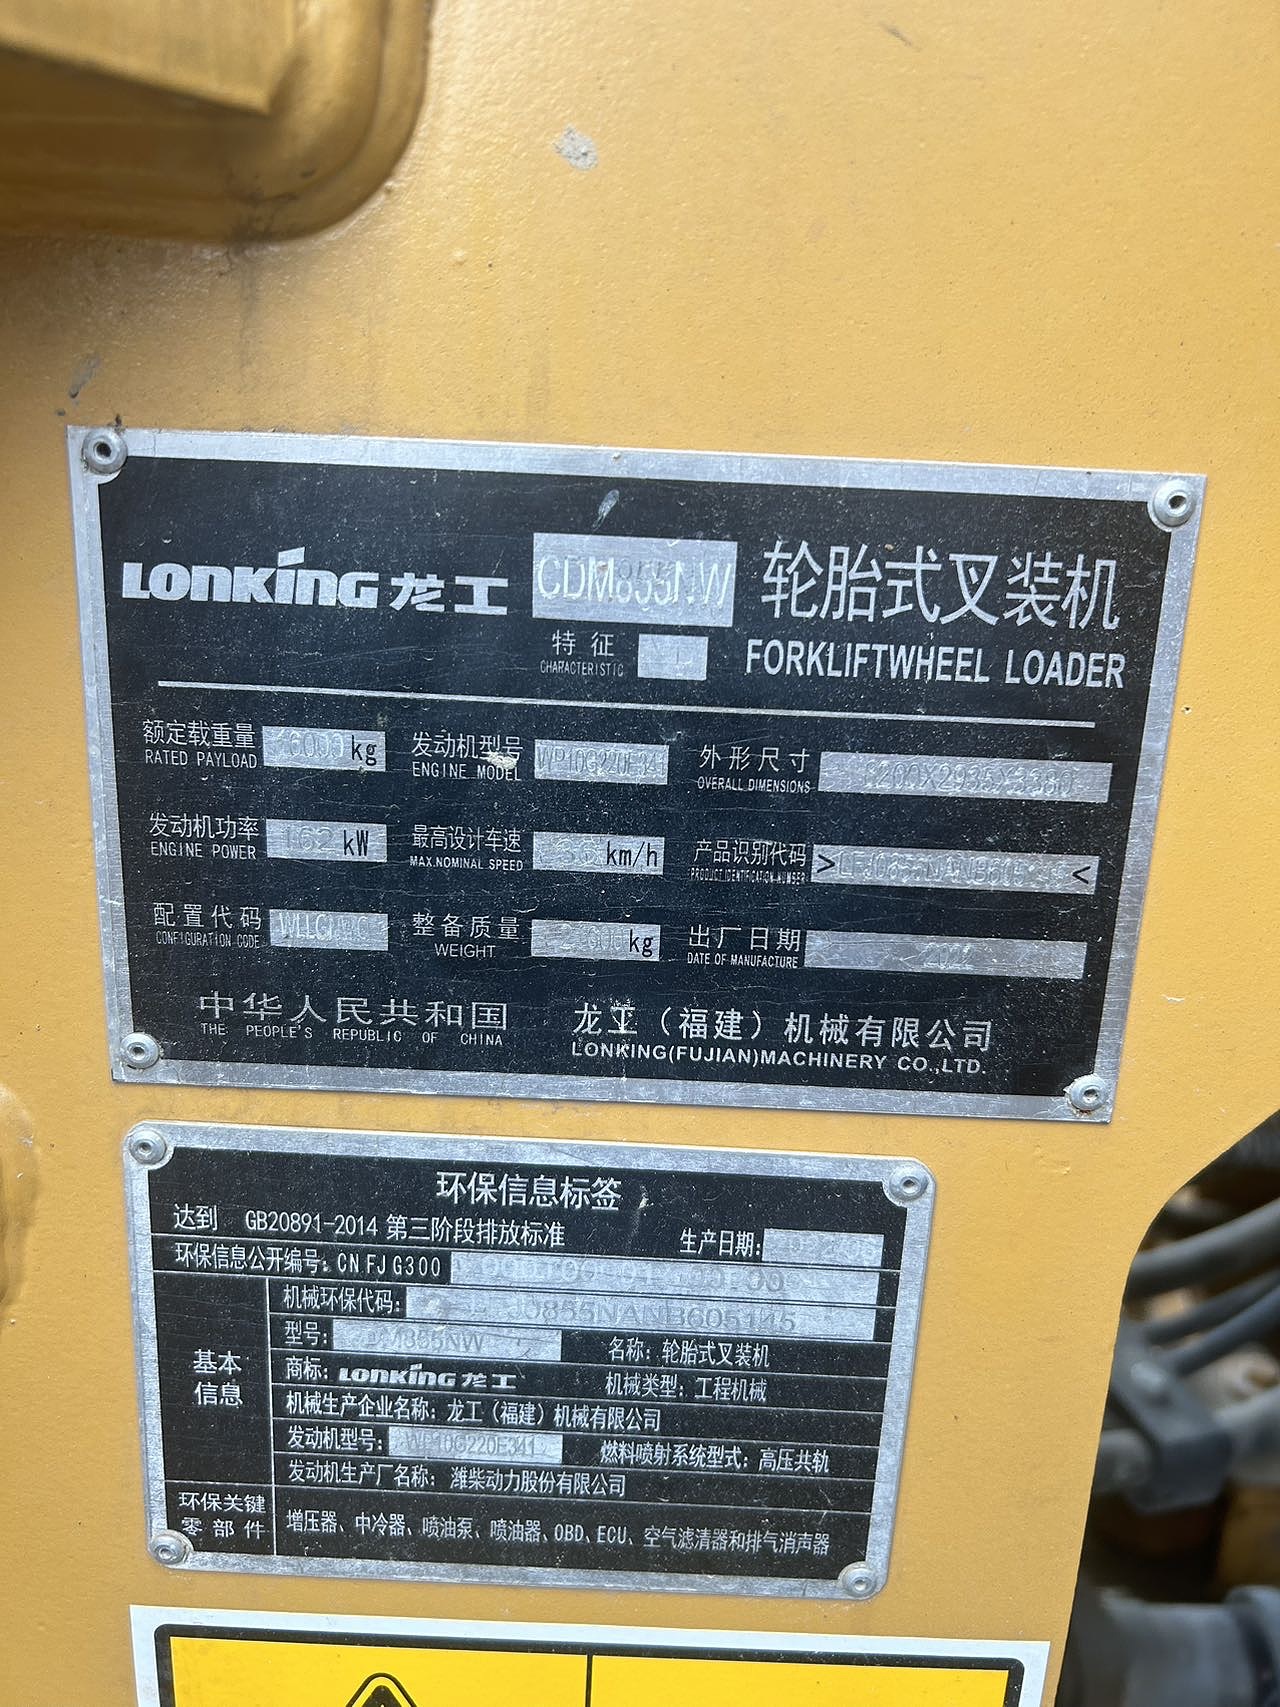 LONKING 龙工 CDM855NW 轮胎式叉装机
特征
CHARACTERISTIC
FORKLIFTWHEEL LOADER
额定载重量 16000 kg 发动机型号 WP10G220E341 外形尺寸
RATED PAYLOAD ENGINE MODEL OVERALL DIMENSIONS
发动机功率 162 kW 最高设计车速 36 km/h 产品识别代码 > <
ENGINE POWER MAX.NOMINAL SPEED PRODUCT IDENTIFICATION NUMBER
配置代码 整备质量 kg 出厂日期
CONFIGURATION CODE WEIGHT DATE OF MANUFACTURE
中华人民共和国 龙工（福建）机械有限公司
THE PEOPLE'S REPUBLIC OF CHINA LONKING(FUJIAN)MACHINERY CO.,LTD.
环保信息标签
达到 GB20891-2014 第三阶段排放标准 生产日期:
环保信息公开编号: CN FJ G300
机械环保代码:
型号: 名称: 轮胎式叉装机
基本信息
商标: LONKING 龙工 机械类型: 工程机械
机械生产企业名称: 龙工（福建）机械有限公司
发动机型号: WP10G220E341 燃料喷射系统型式: 高压共轨
发动机生产厂名称: 潍柴动力股份有限公司
环保关键零部件
增压器、中冷器、喷油泵、喷油器、OBD、ECU、空气滤清器和排气消声器